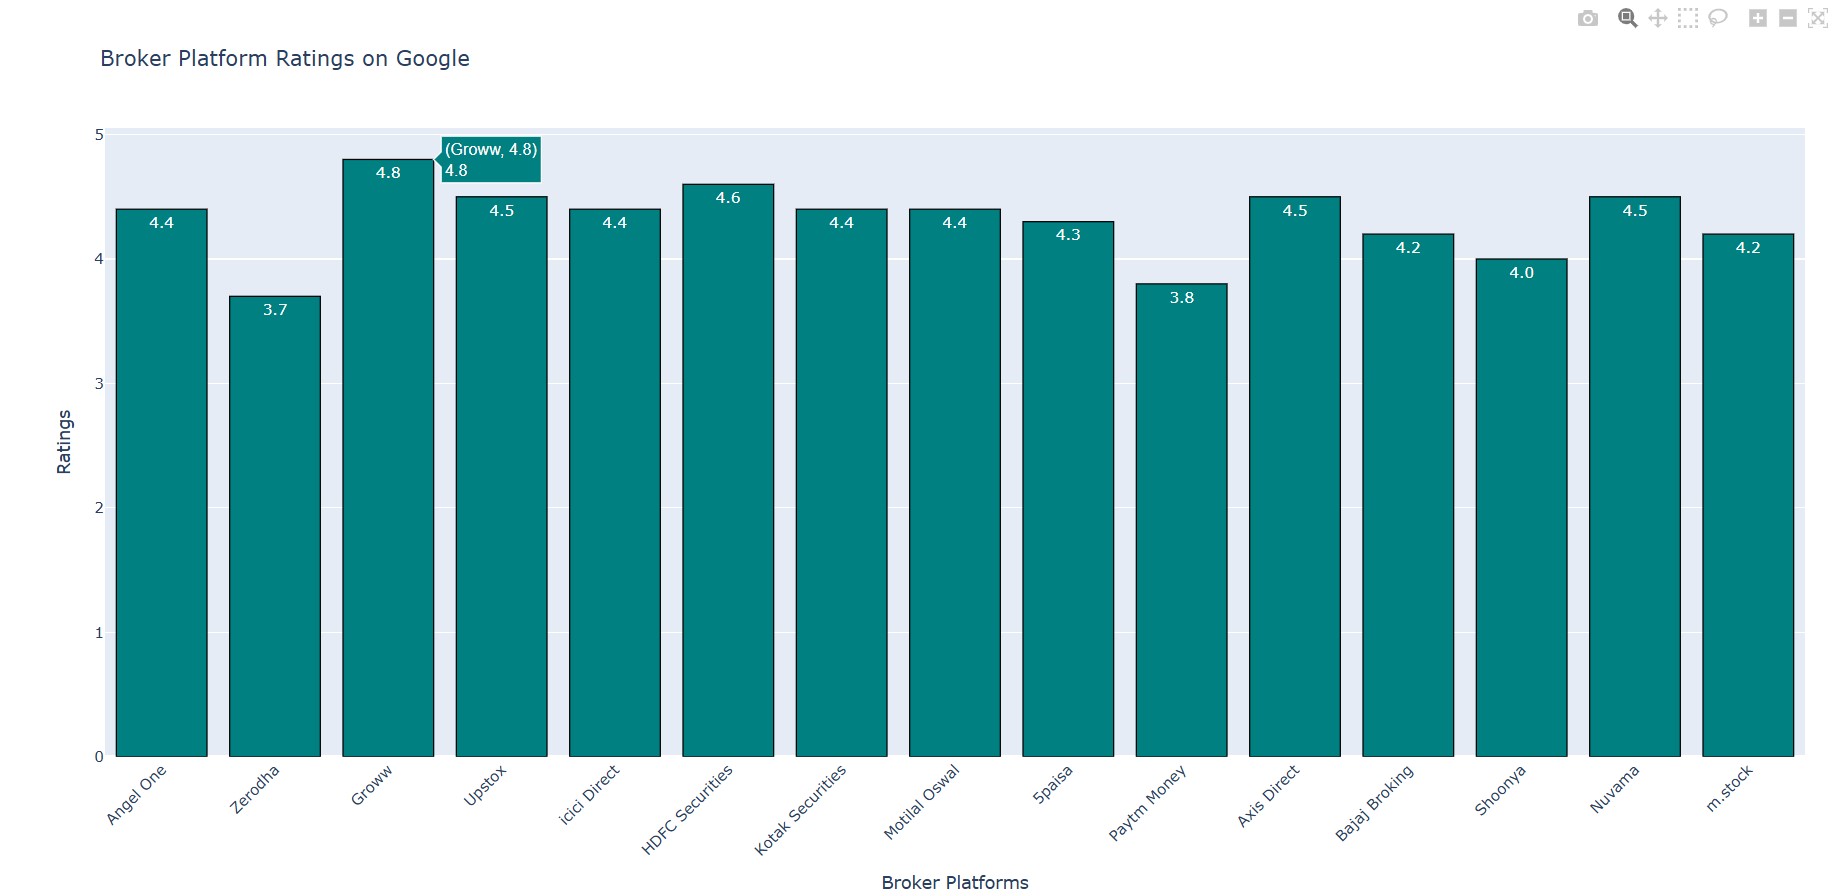 Broker Platform Ratings on Google
5
4
3
2
1
0
Ratings
(Groww, 4.8)
4.8
4.4
3.7
4.8
4.5
4.4
4.6
4.4
4.4
4.3
3.8
4.5
4.2
4.0
4.5
4.2
Angel One
Zerodha
Groww
Upstox
icici Direct
HDFC Securities
Kotak Securities
Motilal Oswal
5paisa
Paytm Money
Axis Direct
Bajaj Broking
Shoonya
Nuvama
m.stock
Broker Platforms